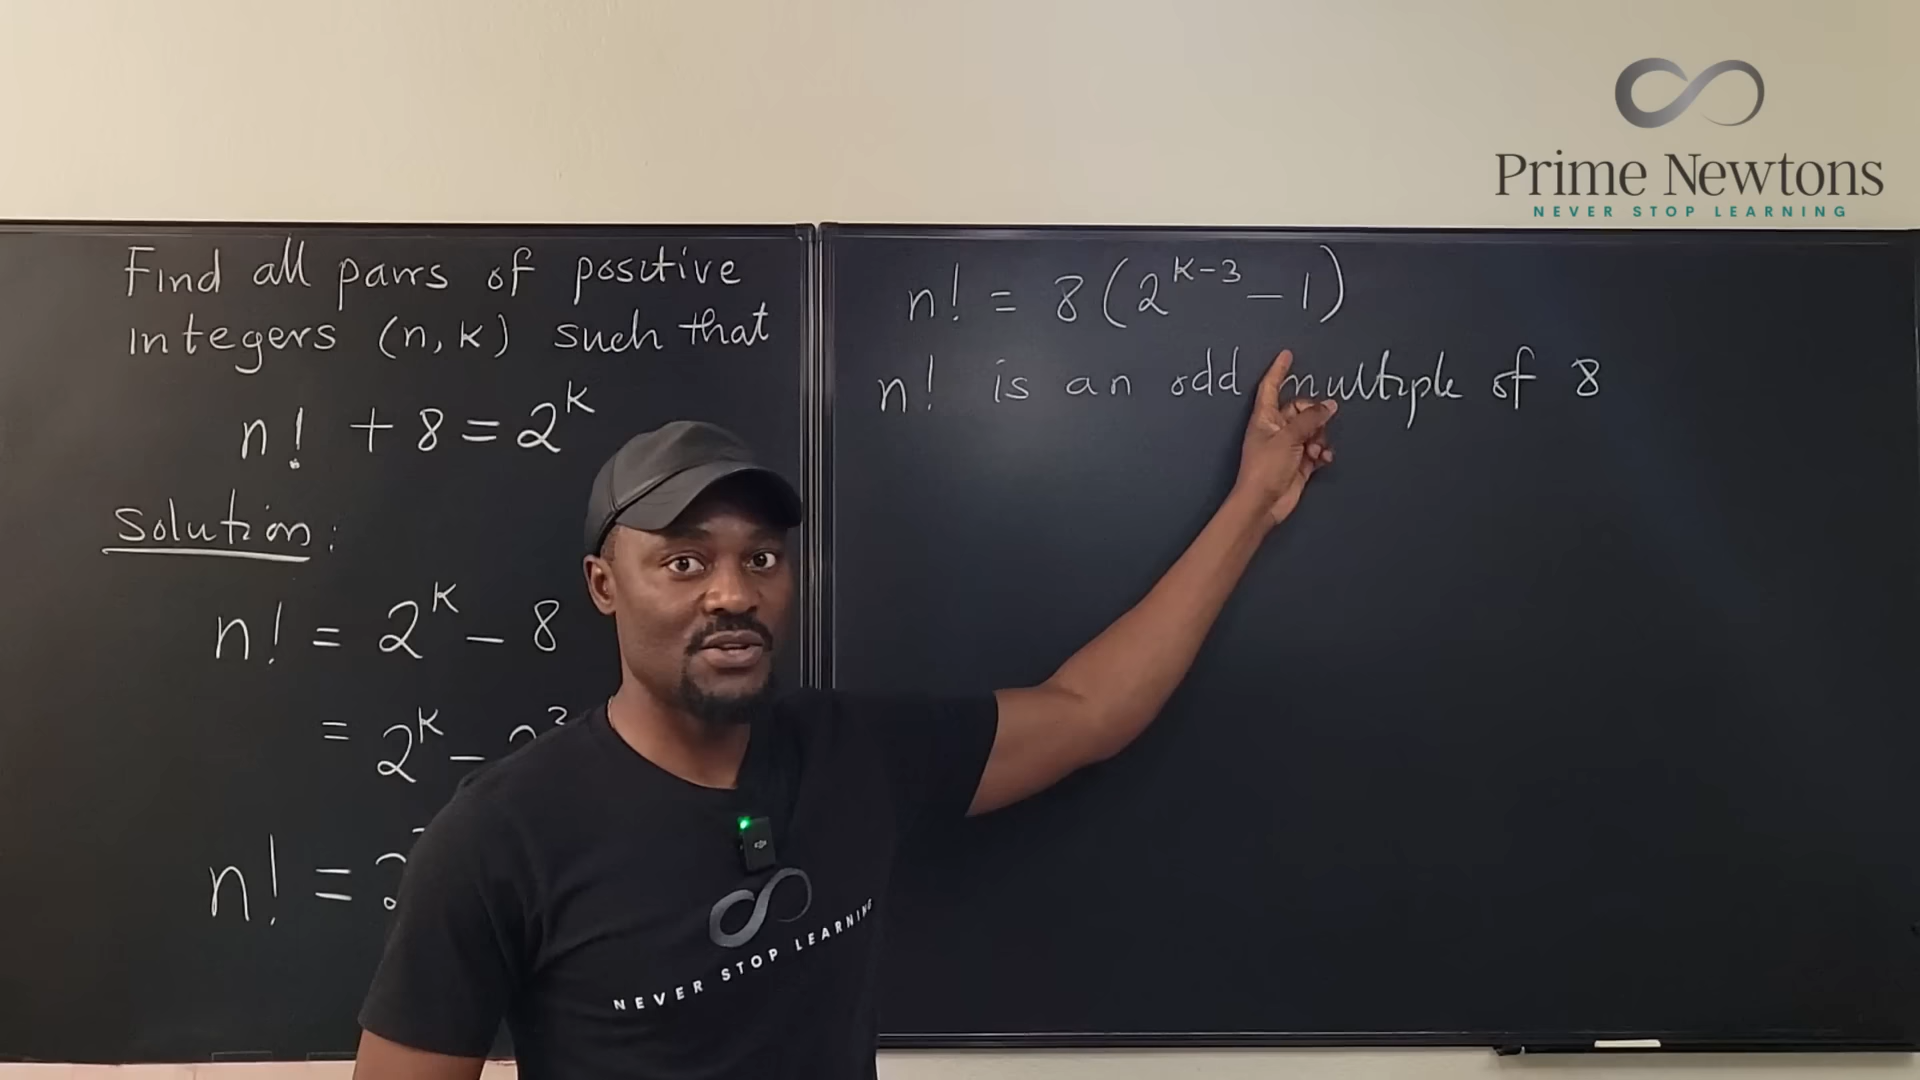 Prime Newtons
NEVER STOP LEARNING
Find all pairs of positive
integers (n, k) such that
n! + 8 = 2^k
Solution:
n! = 2^k - 8
= 2^k -
n! =
n! = 8(2^{k-3} - 1)
n! is an odd multiple of 8
NEVER STOP LEARNING